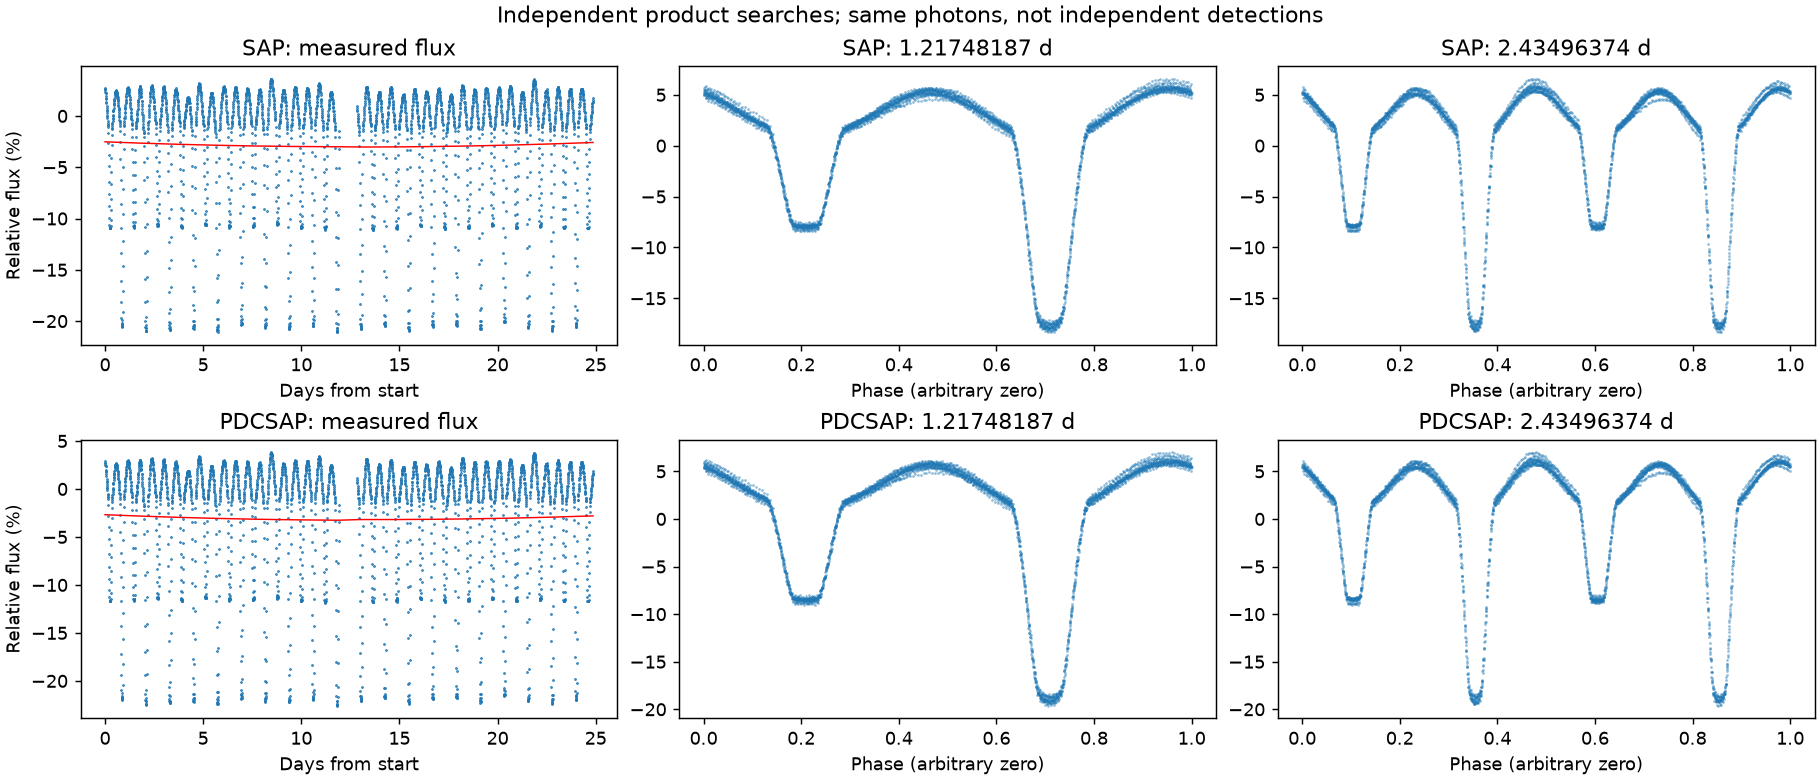 Independent product searches; same photons, not independent detections
SAP: measured flux
SAP: 1.21748187 d
SAP: 2.43496374 d
Relative flux (%)
0
−5
−10
−15
−20
0 5 10 15 20 25
Days from start
5
0
−5
−10
−15
0.0 0.2 0.4 0.6 0.8 1.0
Phase (arbitrary zero)
5
0
−5
−10
−15
0.0 0.2 0.4 0.6 0.8 1.0
Phase (arbitrary zero)
PDCSAP: measured flux
PDCSAP: 1.21748187 d
PDCSAP: 2.43496374 d
Relative flux (%)
5
0
−5
−10
−15
−20
0 5 10 15 20 25
Days from start
5
0
−5
−10
−15
−20
0.0 0.2 0.4 0.6 0.8 1.0
Phase (arbitrary zero)
5
0
−5
−10
−15
−20
0.0 0.2 0.4 0.6 0.8 1.0
Phase (arbitrary zero)